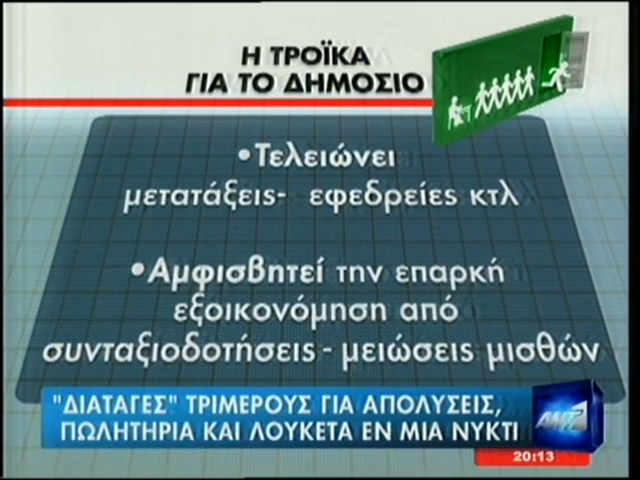 Η ΤΡΟΪΚΑ
ΓΙΑ ΤΟ ΔΗΜΟΣΙΟ
•Τελειώνει
μετατάξεις- εφεδρείες κτλ
•Αμφισβητεί την επαρκή
εξοικονόμηση από
συνταξιοδοτήσεις - μειώσεις μισθών
"ΔΙΑΤΑΓΕΣ" ΤΡΙΜΕΡΟΥΣ ΓΙΑ ΑΠΟΛΥΣΕΙΣ,
ΠΩΛΗΤΗΡΙΑ ΚΑΙ ΛΟΥΚΕΤΑ ΕΝ ΜΙΑ ΝΥΚΤΙ
ΑΝΤ1
20:13